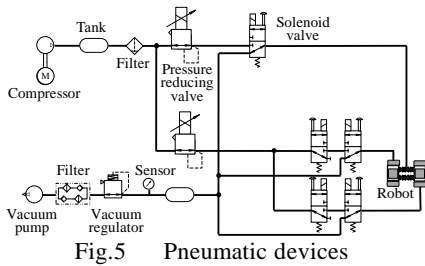 Tank
Solenoid
valve
M
Filter
Compressor
Pressure
reducing
valve
Filter
Sensor
Robot
Vacuum
pump
Vacuum
regulator
Fig.5 Pneumatic devices